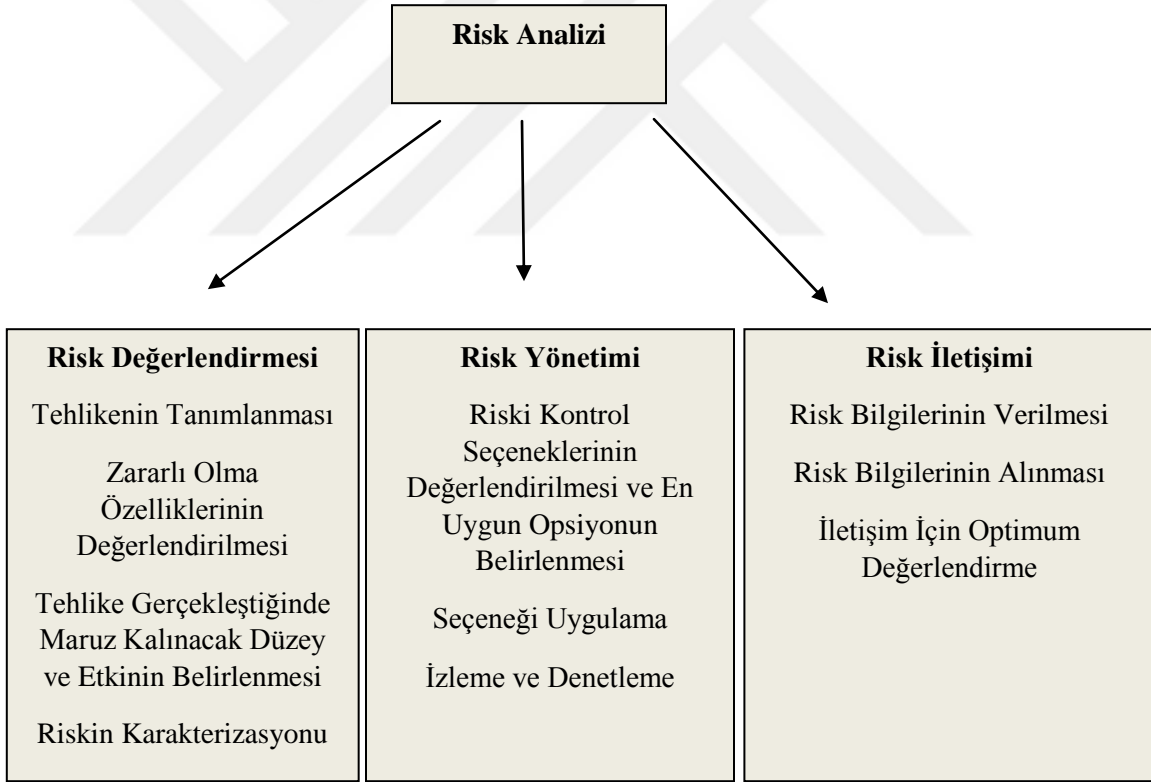 Risk Analizi
Risk Değerlendirmesi
Tehlikenin Tanımlanması
Zararlı Olma
Özelliklerinin
Değerlendirilmesi
Tehlike Gerçekleştiğinde
Maruz Kalınacak Düzey
ve Etkinin Belirlenmesi
Riskin Karakterizasyonu
Risk Yönetimi
Riski Kontrol
Seçeneklerinin
Değerlendirilmesi ve En
Uygun Opsiyonun
Belirlenmesi
Seçeneği Uygulama
İzleme ve Denetleme
Risk İletişimi
Risk Bilgilerinin Verilmesi
Risk Bilgilerinin Alınması
İletişim İçin Optimum
Değerlendirme